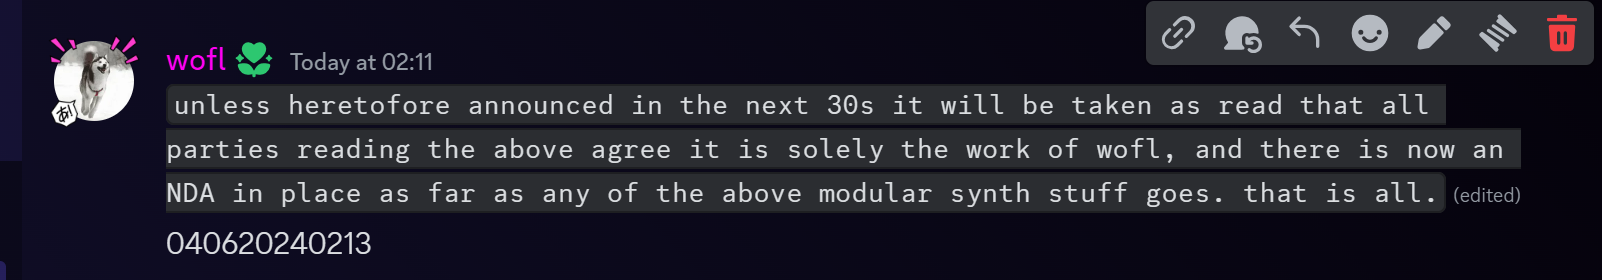 wofl Today at 02:11
unless heretofore announced in the next 30s it will be taken as read that all
parties reading the above agree it is solely the work of wofl, and there is now an
NDA in place as far as any of the above modular synth stuff goes. that is all. (edited)
040620240213
あ!